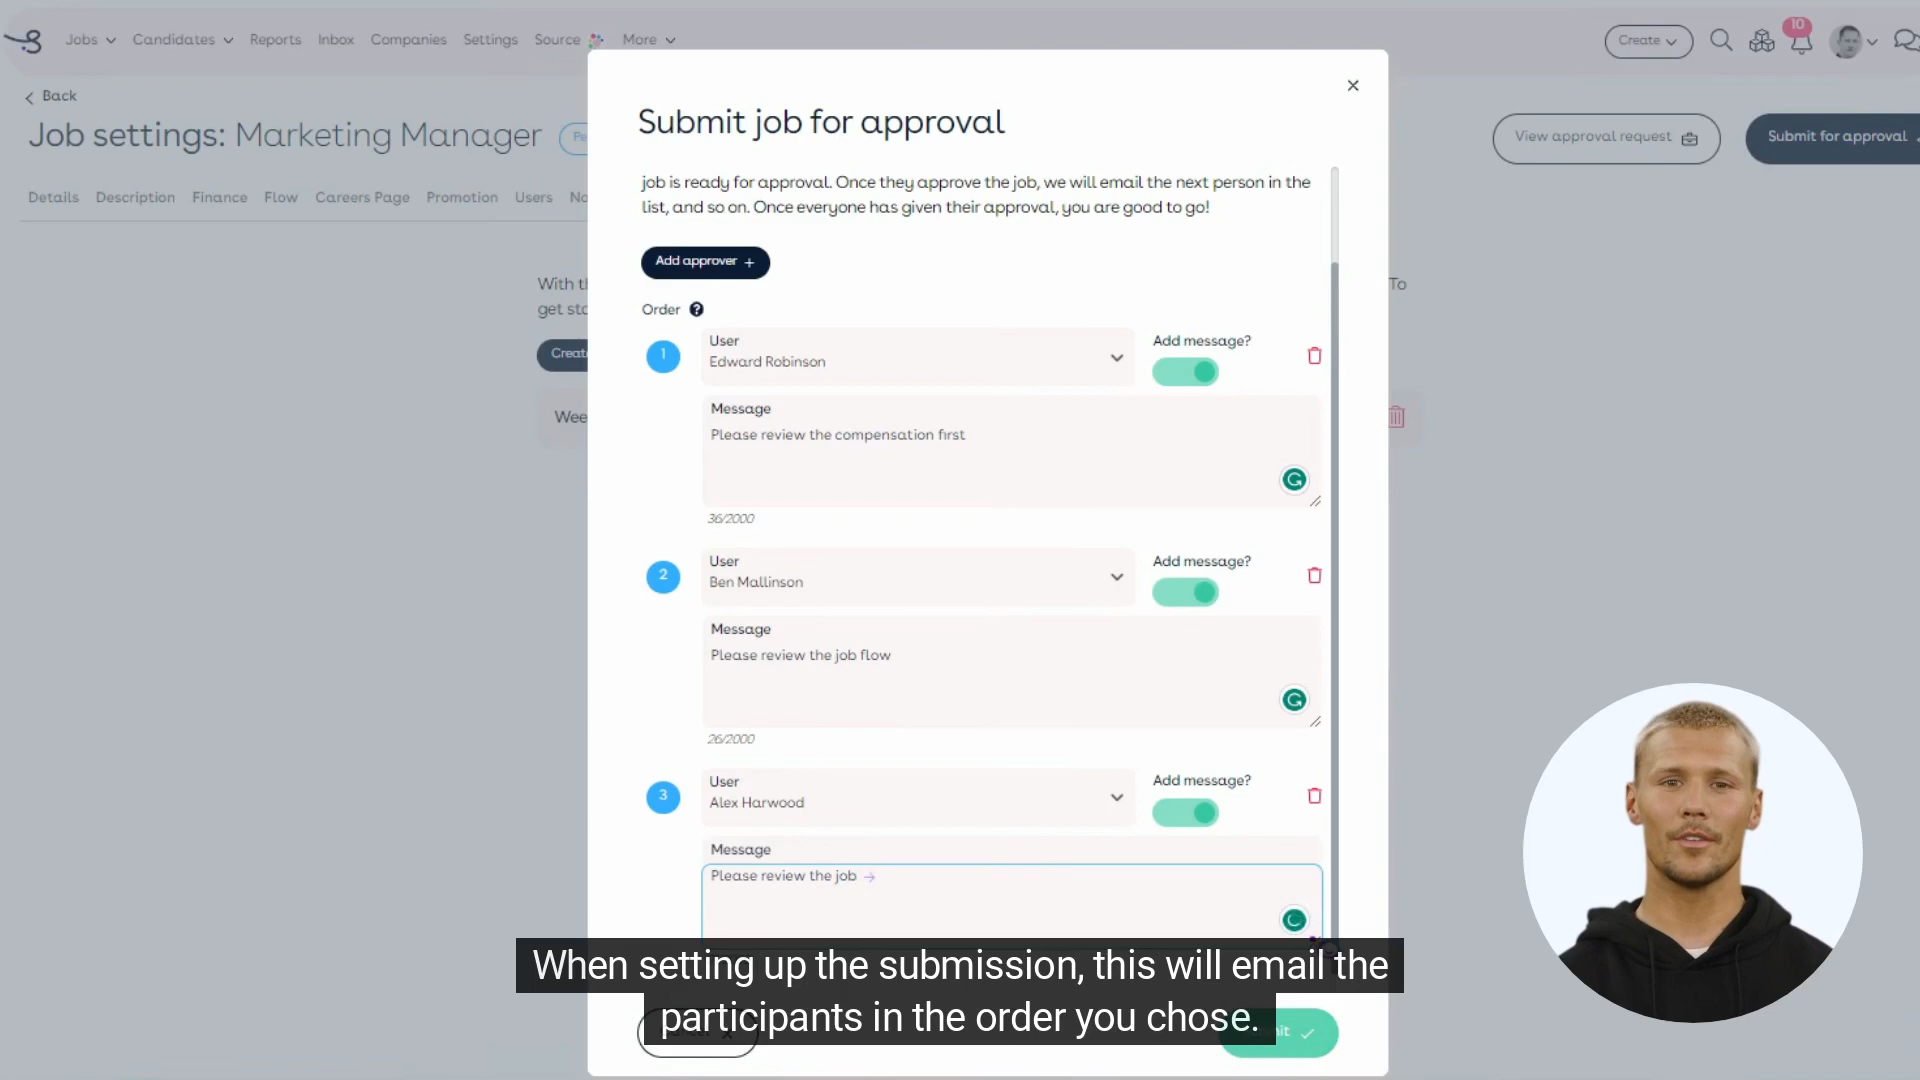 Jobs
Candidates
Reports
Inbox
Companies
Settings
Source
More
Create
10
Back
Job settings: Marketing Manager
View approval request
Submit for approval
Details
Description
Finance
Flow
Careers Page
Promotion
Users
Submit job for approval
job is ready for approval. Once they approve the job, we will email the next person in the
list, and so on. Once everyone has given their approval, you are good to go!
Add approver +
Order ?
With
To
get
1
User
Edward Robinson
Add message?
Message
Please review the compensation first
36/2000
2
User
Ben Mallinson
Add message?
Message
Please review the job flow
26/2000
3
User
Alex Harwood
Add message?
Message
Please review the job →
When setting up the submission, this will email the
participants in the order you chose.